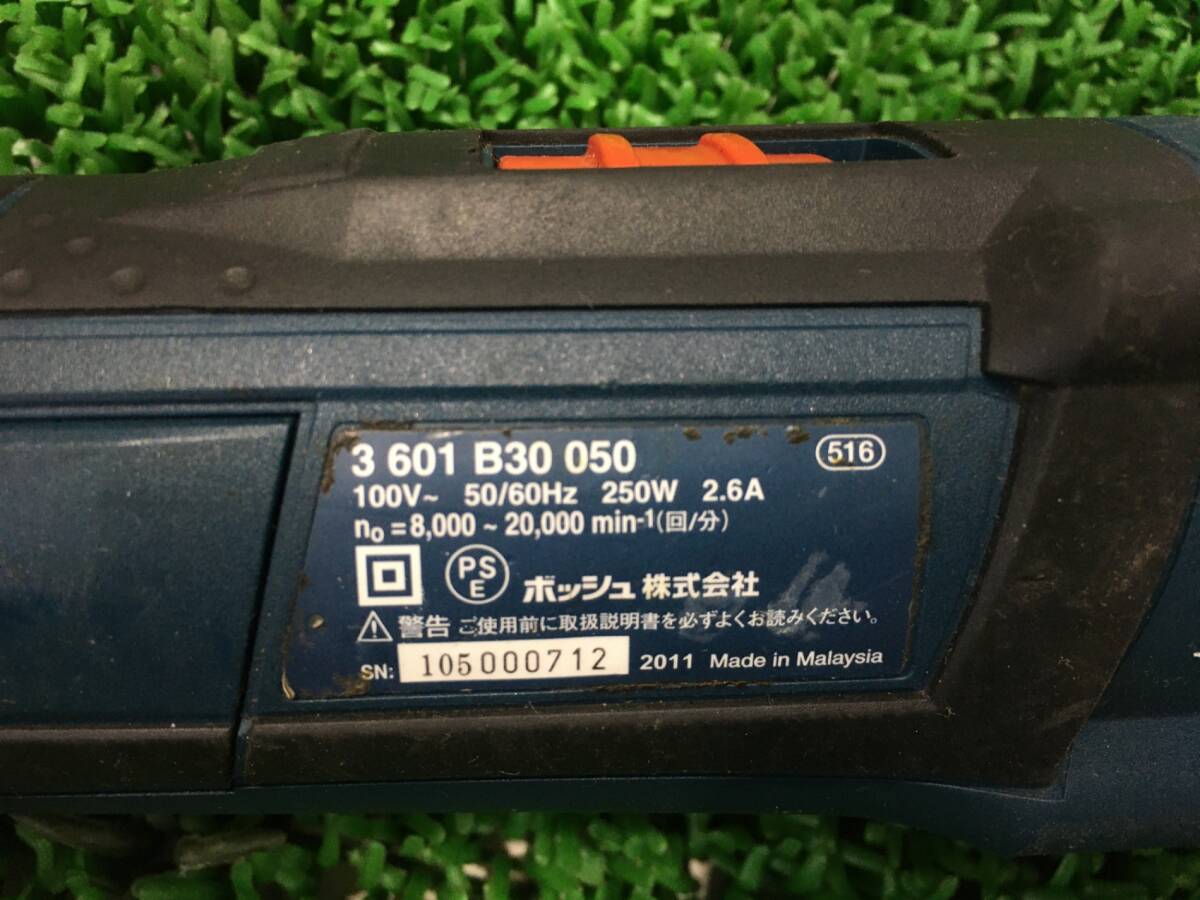 3 601 B30 050
516
100V~ 50/60Hz 250W 2.6A
n₀ = 8,000 ~ 20,000 min-1(回/分)
PS
E
ボッシュ株式会社
警告 ご使用前に取扱説明書を必ずよくお読みください。
SN: 105000712 2011 Made in Malaysia